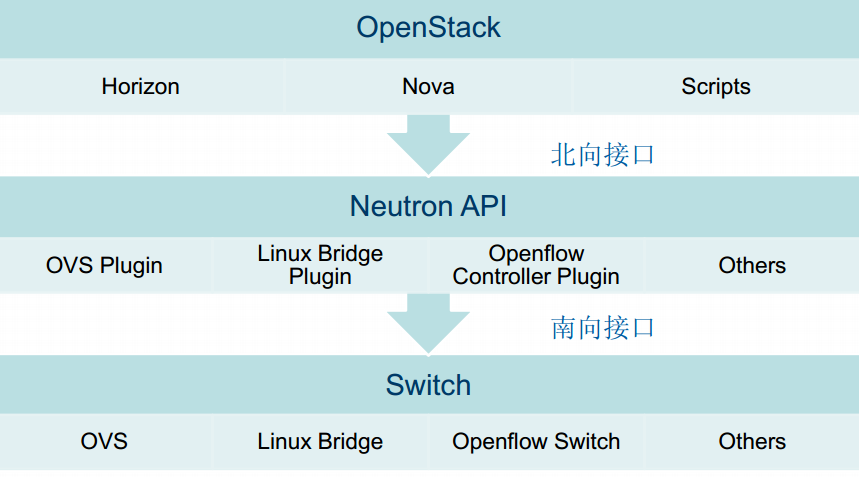 OpenStack
Horizon Nova Scripts
北向接口
Neutron API
OVS Plugin
Linux Bridge
Plugin
Openflow
Controller Plugin
Others
南向接口
Switch
OVS Linux Bridge Openflow Switch Others